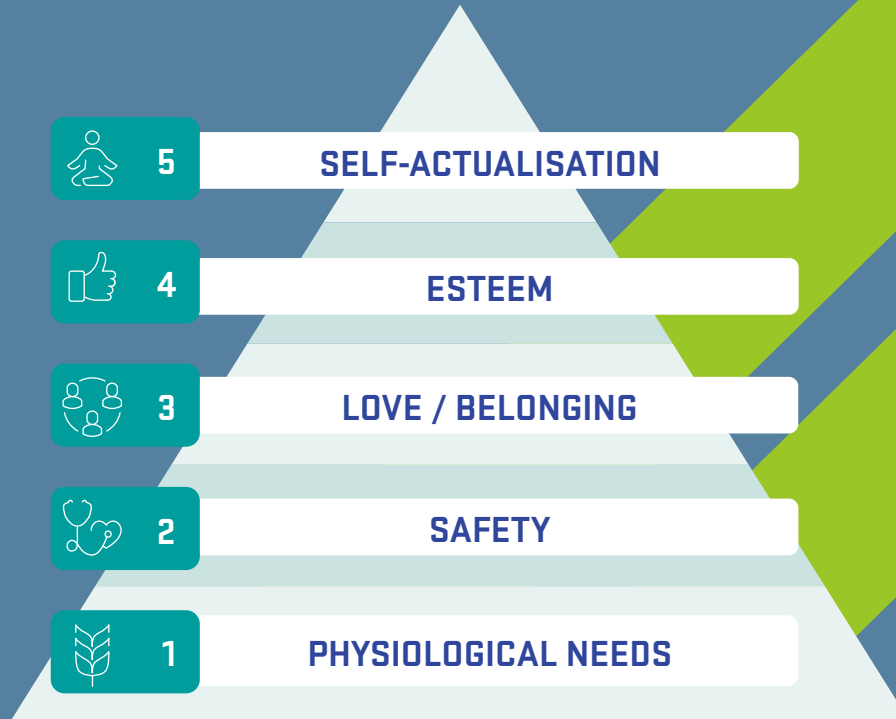 5 SELF-ACTUALISATION
4 ESTEEM
3 LOVE / BELONGING
2 SAFETY
1 PHYSIOLOGICAL NEEDS